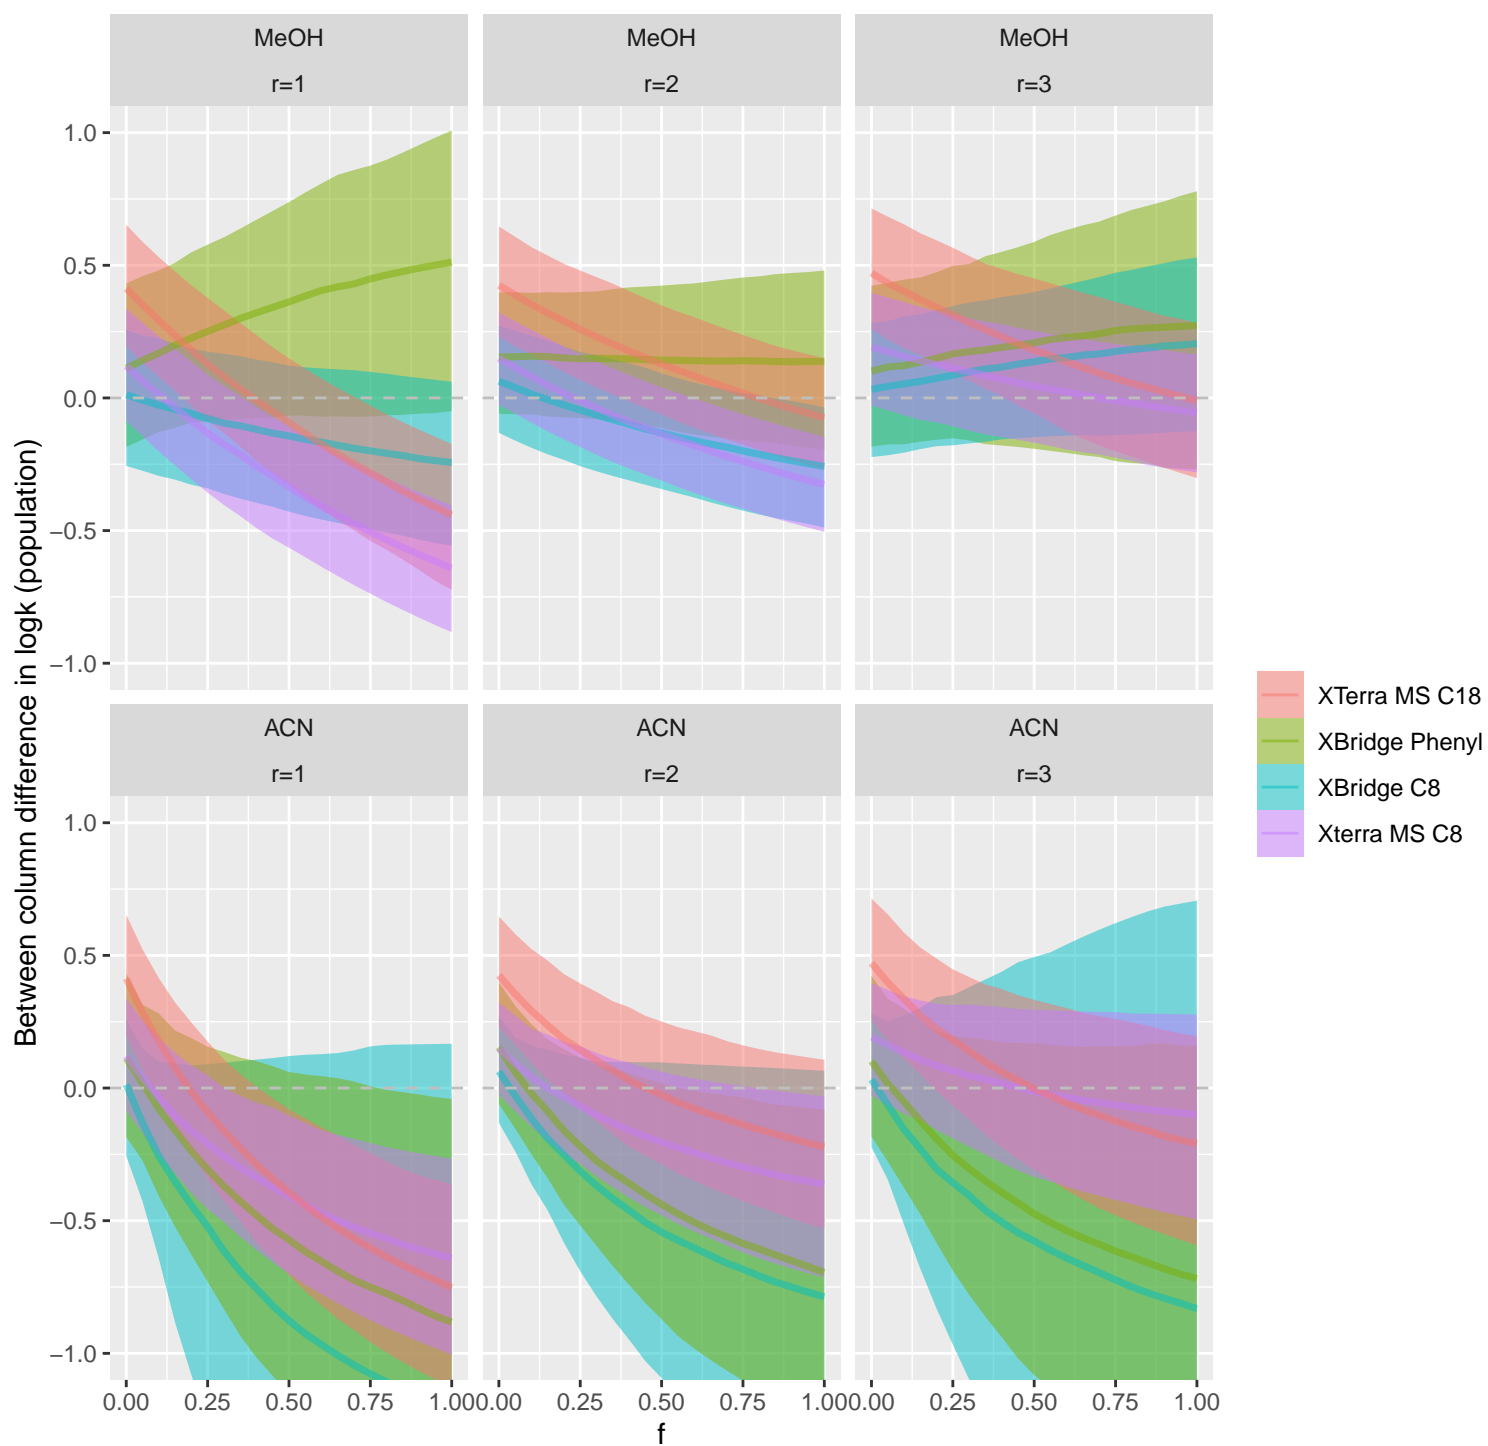 MeOH
r=1
MeOH
r=2
MeOH
r=3
1.0
0.5
0.0
−0.5
−1.0
ACN
r=1
ACN
r=2
ACN
r=3
1.0
0.5
0.0
−0.5
−1.0
0.00 0.25 0.50 0.75 1.00
0.00 0.25 0.50 0.75 1.00
0.00 0.25 0.50 0.75 1.00
f
Between column difference in logk (population)
XTerra MS C18
XBridge Phenyl
XBridge C8
Xterra MS C8